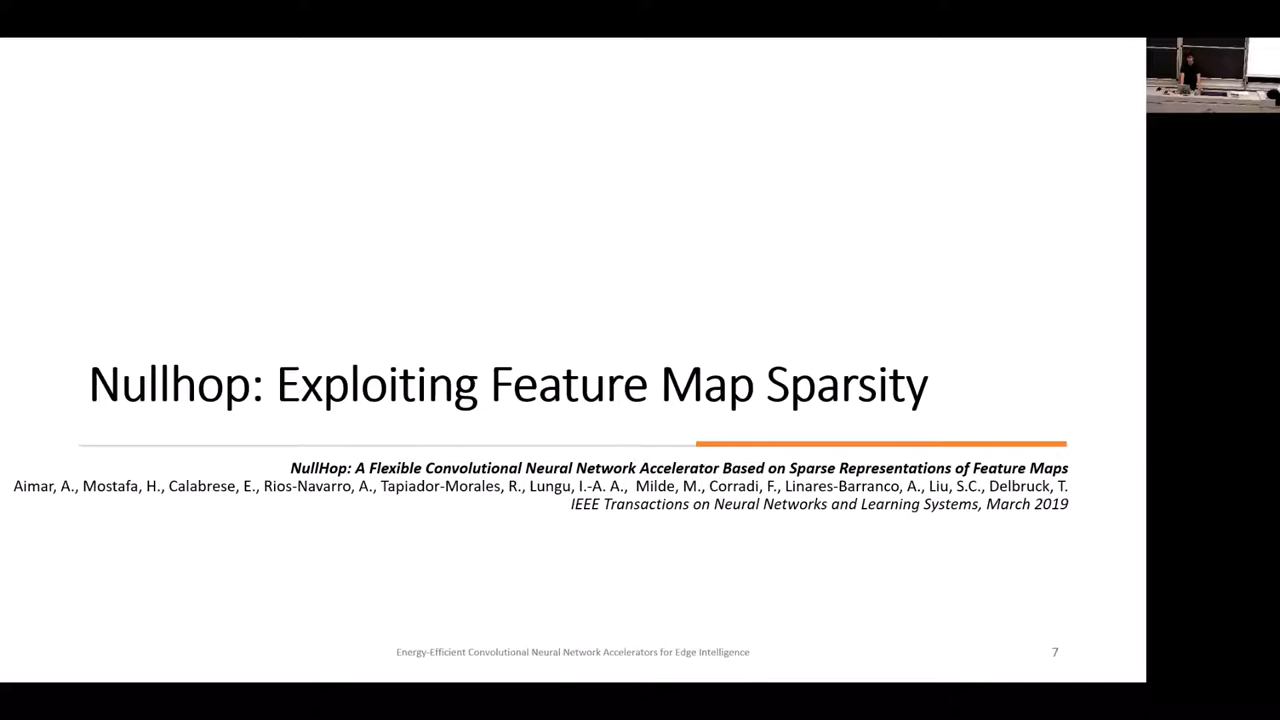 Nullhop: Exploiting Feature Map Sparsity
NullHop: A Flexible Convolutional Neural Network Accelerator Based on Sparse Representations of Feature Maps
Aimar, A., Mostafa, H., Calabrese, E., Rios-Navarro, A., Tapiador-Morales, R., Lungu, I.-A. A., Milde, M., Corradi, F., Linares-Barranco, A., Liu, S.C., Delbruck, T.
IEEE Transactions on Neural Networks and Learning Systems, March 2019
Energy-Efficient Convolutional Neural Network Accelerators for Edge Intelligence
7